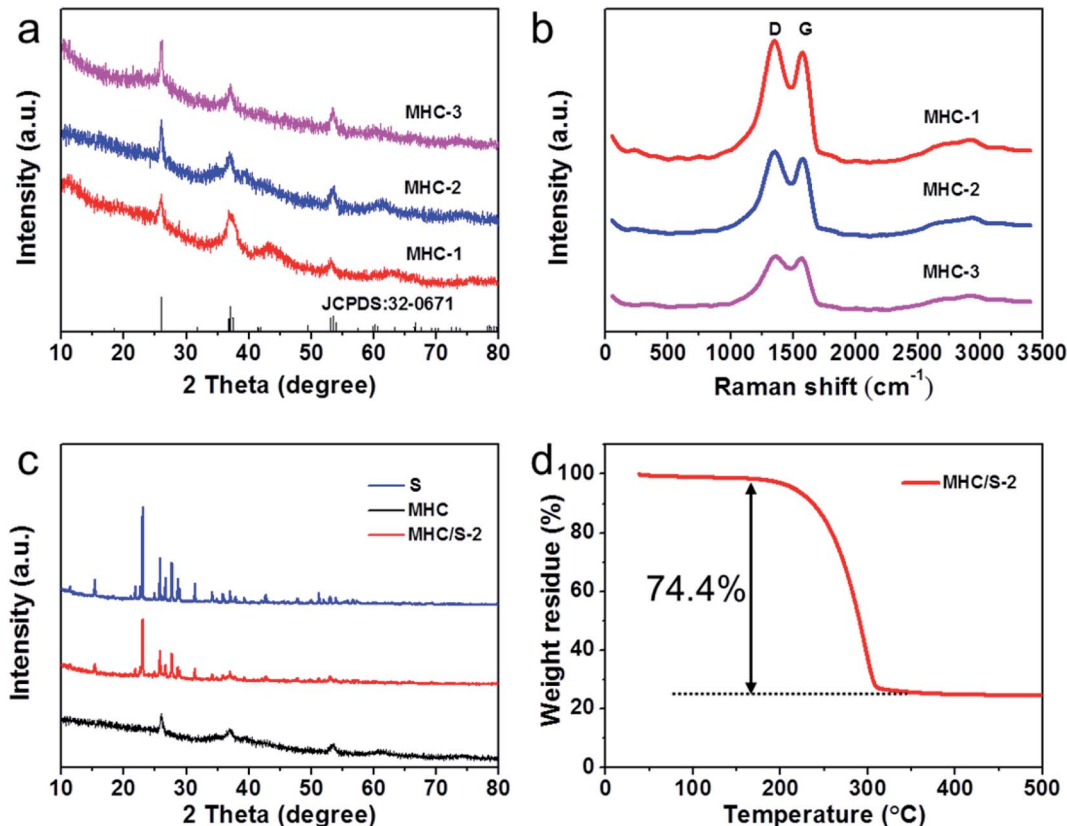 a
Intensity (a.u.)
MHC-3
MHC-2
MHC-1
JCPDS:32-0671
10 20 30 40 50 60 70 80
2 Theta (degree)
b
Intensity (a.u.)
D G
MHC-1
MHC-2
MHC-3
0 500 1000 1500 2000 2500 3000 3500
Raman shift (cm⁻¹)
c
Intensity (a.u.)
S
MHC
MHC/S-2
10 20 30 40 50 60 70 80
2 Theta (degree)
d
Weight residue (%)
100
80
60
40
20
0
MHC/S-2
74.4%
0 100 200 300 400 500
Temperature (°C)